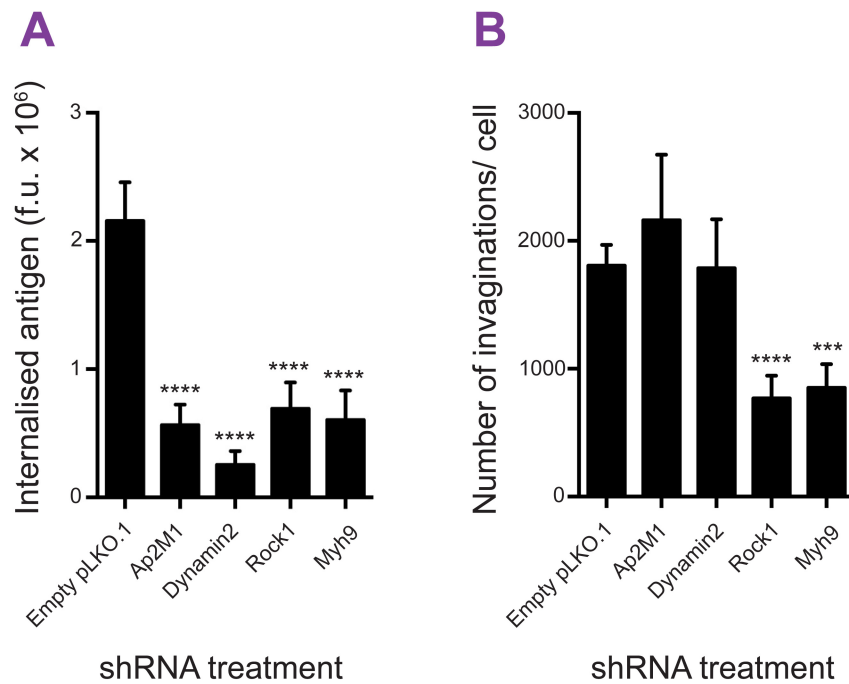 A
Internalised antigen (f.u. x 10⁶)
3
2
1
0
****
****
****
****
Empty pLKO.1
Ap2M1
Dynamin2
Rock1
Myh9
shRNA treatment
B
Number of invaginations/ cell
3000
2000
1000
0
****
***
Empty pLKO.1
Ap2M1
Dynamin2
Rock1
Myh9
shRNA treatment